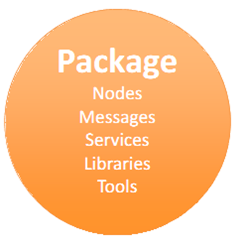 Package
Nodes
Messages
Services
Libraries
Tools